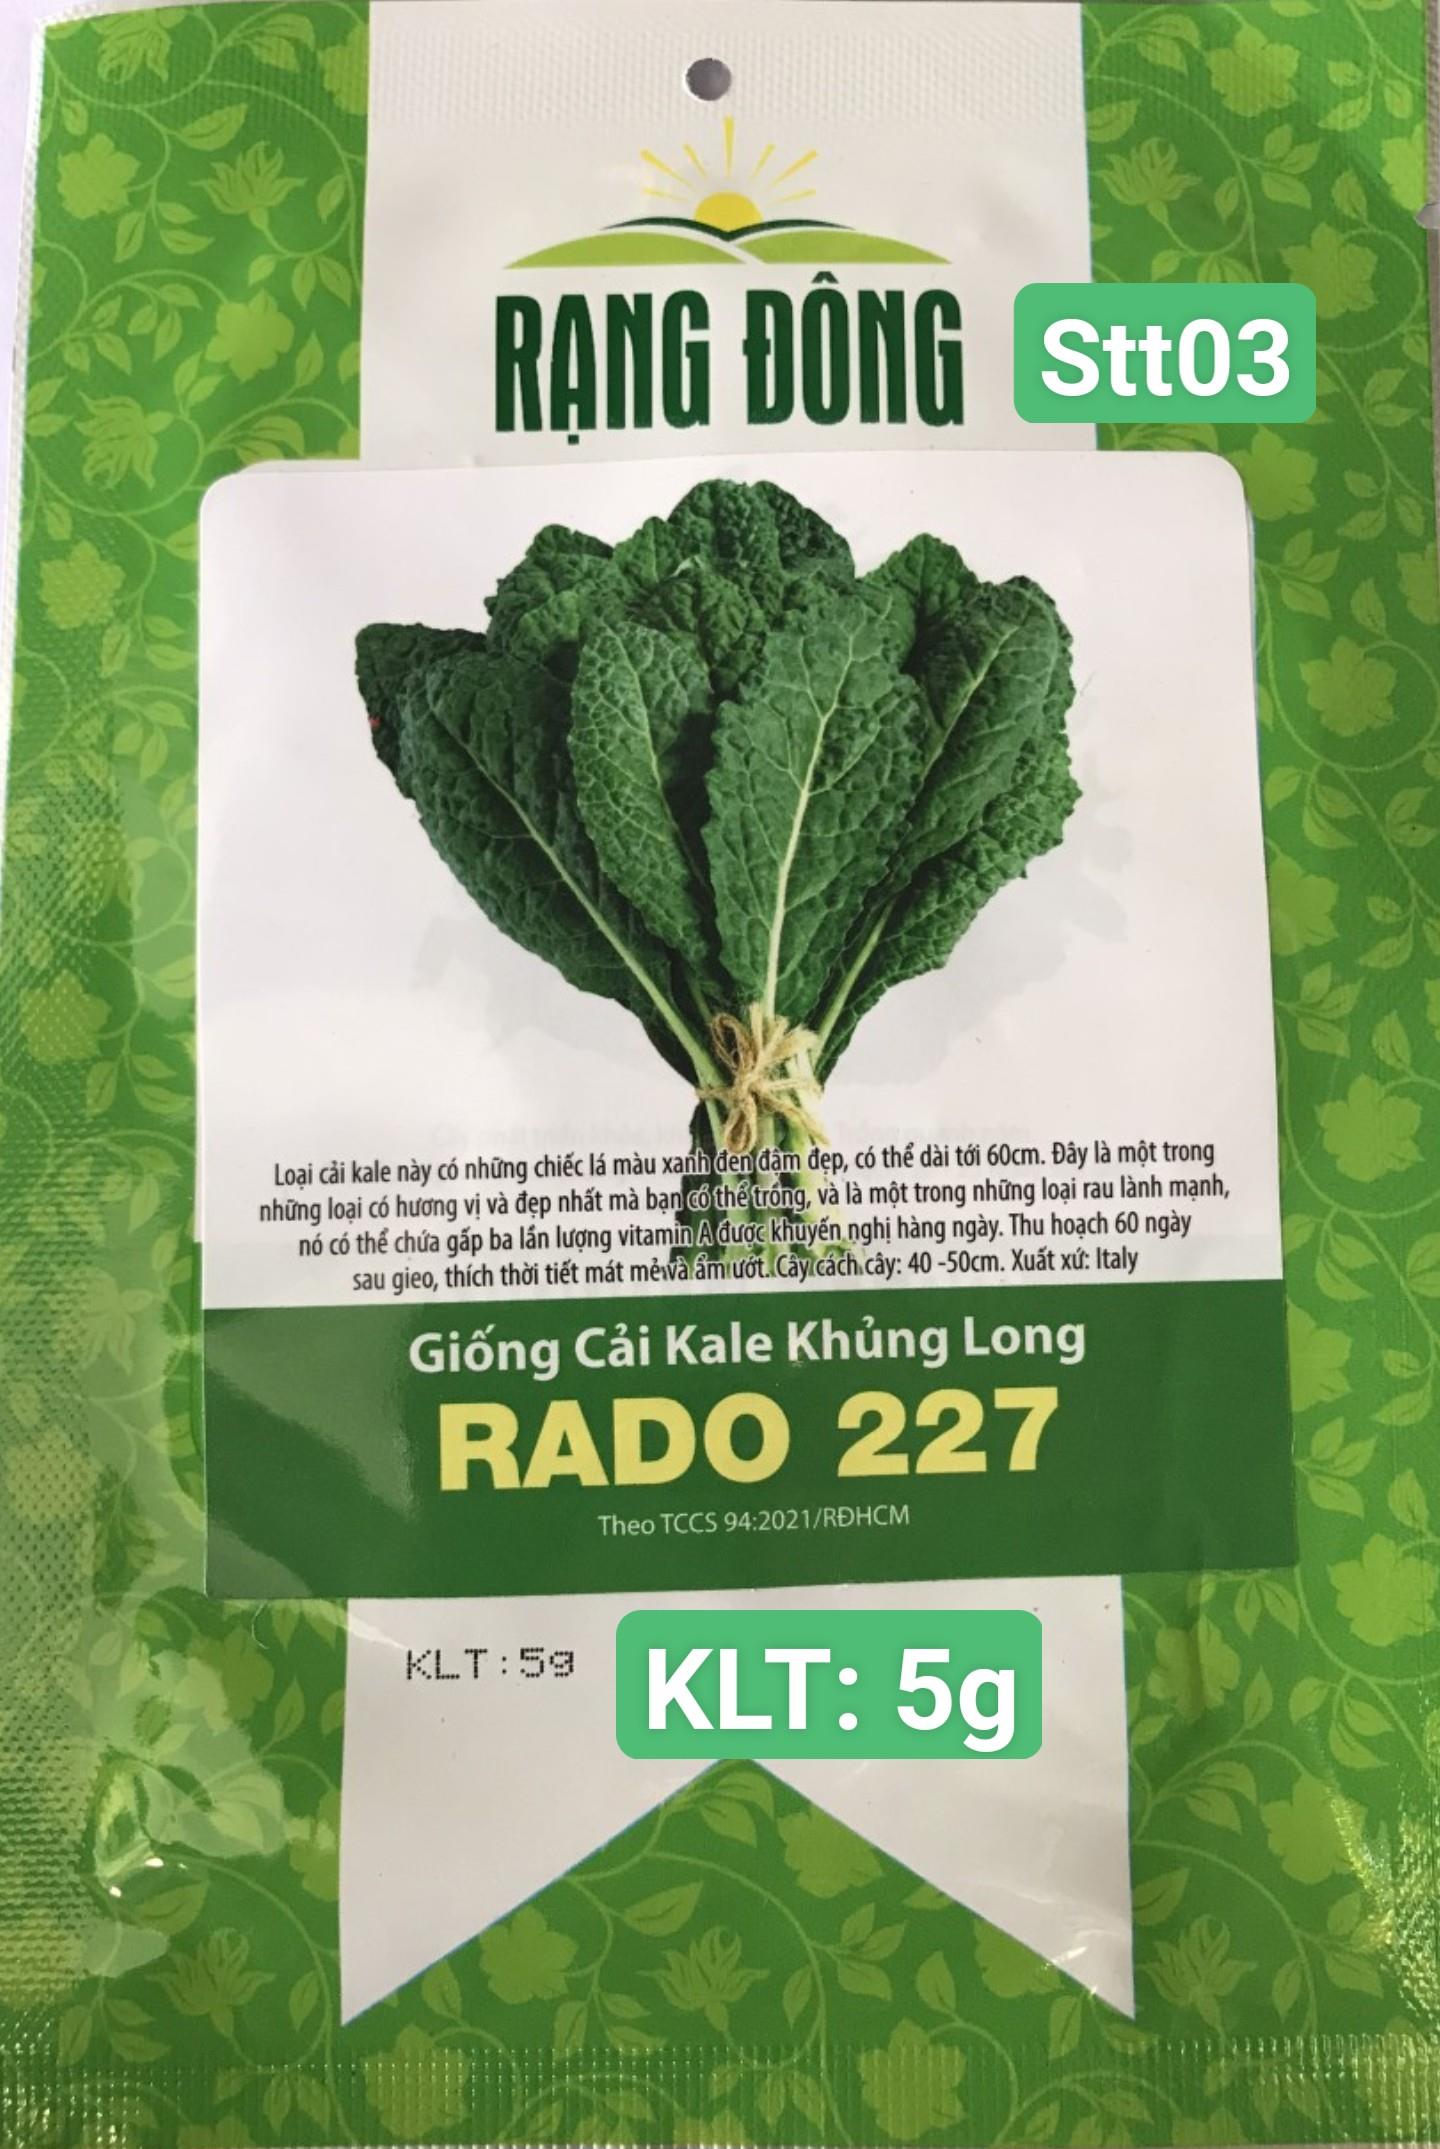 RẠNG ĐÔNG
Stt03
Loại cải kale này có những chiếc lá màu xanh đen đậm đẹp, có thể dài tới 60cm. Đây là một trong
những loại có hương vị và đẹp nhất mà bạn có thể trồng, và là một trong những loại rau lành mạnh,
nó có thể chứa gấp ba lần lượng vitamin A được khuyến nghị hàng ngày. Thu hoạch 60 ngày
sau gieo, thích thời tiết mát mẻ và ẩm ướt. Cây cách cây: 40 -50cm. Xuất xứ: Italy
Giống Cải Kale Khủng Long
RADO 227
Theo TCCS 94:2021/RĐHCM
KLT:5g
KLT: 5g